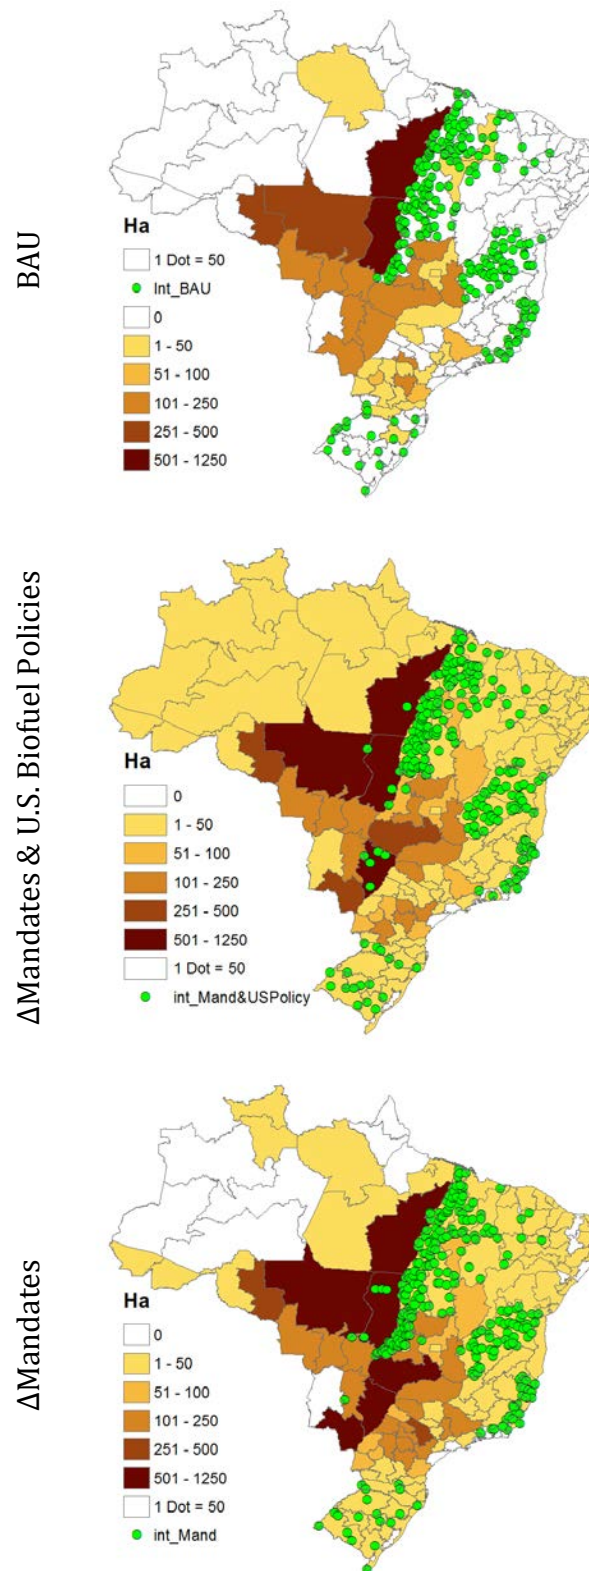 BAU
Ha
1 Dot = 50
Int_BAU
0
1 - 50
51 - 100
101 - 250
251 - 500
501 - 1250
ΔMandates & U.S. Biofuel Policies
Ha
0
1 - 50
51 - 100
101 - 250
251 - 500
501 - 1250
1 Dot = 50
int_Mand&USPolicy
ΔMandates
Ha
0
1 - 50
51 - 100
101 - 250
251 - 500
501 - 1250
1 Dot = 50
int_Mand